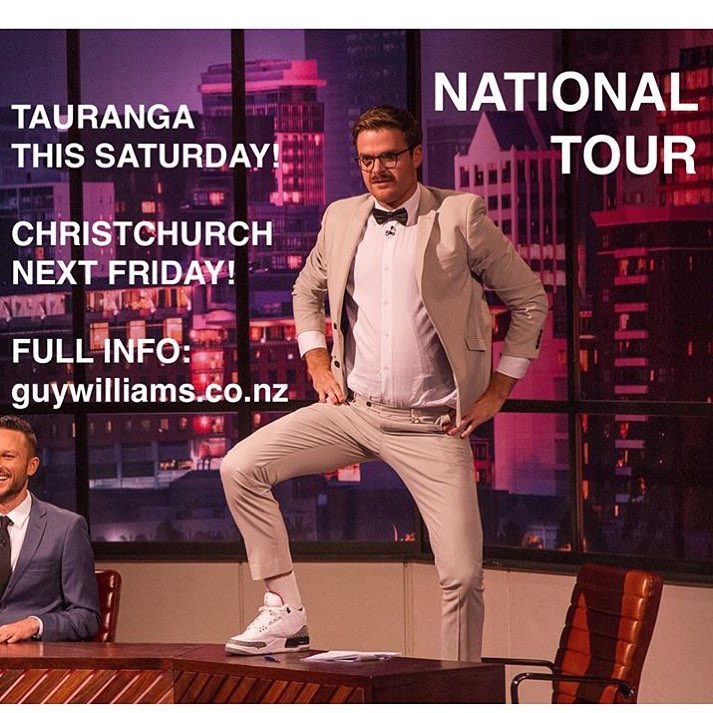 NATIONAL
TOUR
TAURANGA
THIS SATURDAY!
CHRISTCHURCH
NEXT FRIDAY!
FULL INFO:
guywilliams.co.nz